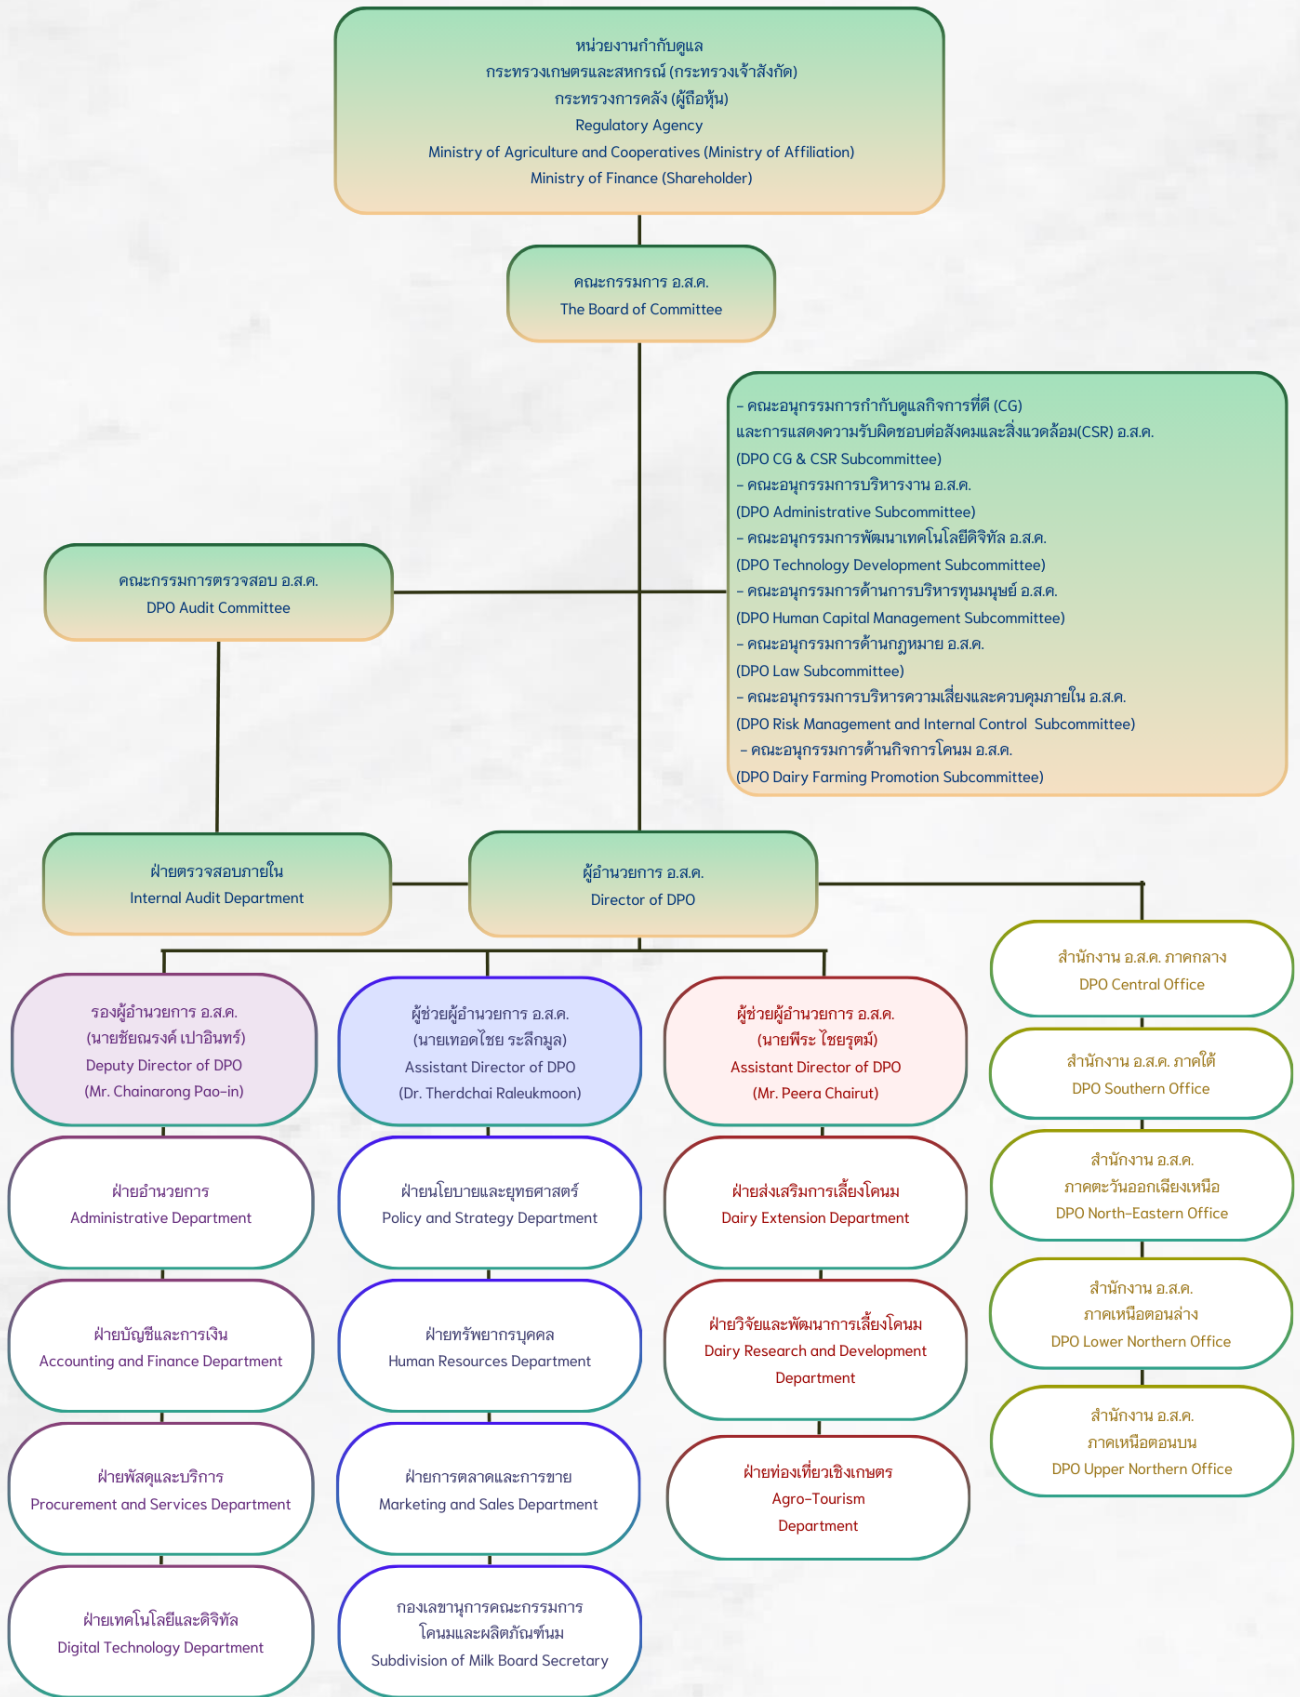 หน่วยงานกำกับดูแล
กระทรวงเกษตรและสหกรณ์ (กระทรวงเจ้าสังกัด)
กระทรวงการคลัง (ผู้ถือหุ้น)
Regulatory Agency
Ministry of Agriculture and Cooperatives (Ministry of Affiliation)
Ministry of Finance (Shareholder)
คณะกรรมการ อ.ส.ค.
The Board of Committee
- คณะอนุกรรมการกำกับดูแลกิจการที่ดี (CG)
และการแสดงความรับผิดชอบต่อสังคมและสิ่งแวดล้อม(CSR) อ.ส.ค.
(DPO CG & CSR Subcommittee)
- คณะอนุกรรมการบริหารงาน อ.ส.ค.
(DPO Administrative Subcommittee)
- คณะอนุกรรมการพัฒนาเทคโนโลยีดิจิทัล อ.ส.ค.
(DPO Technology Development Subcommittee)
- คณะอนุกรรมการด้านการบริหารทุนมนุษย์ อ.ส.ค.
(DPO Human Capital Management Subcommittee)
- คณะอนุกรรมการด้านกฎหมาย อ.ส.ค.
(DPO Law Subcommittee)
- คณะอนุกรรมการบริหารความเสี่ยงและควบคุมภายใน อ.ส.ค.
(DPO Risk Management and Internal Control Subcommittee)
- คณะอนุกรรมการด้านกิจการโคนม อ.ส.ค.
(DPO Dairy Farming Promotion Subcommittee)
คณะกรรมการตรวจสอบ อ.ส.ค.
DPO Audit Committee
ฝ่ายตรวจสอบภายใน
Internal Audit Department
ผู้อำนวยการ อ.ส.ค.
Director of DPO
รองผู้อำนวยการ อ.ส.ค.
(นายชัยณรงค์ เปาอินทร์)
Deputy Director of DPO
(Mr. Chainarong Pao-in)
ฝ่ายอำนวยการ
Administrative Department
ฝ่ายบัญชีและการเงิน
Accounting and Finance Department
ฝ่ายพัสดุและบริการ
Procurement and Services Department
ฝ่ายเทคโนโลยีและดิจิทัล
Digital Technology Department
ผู้ช่วยผู้อำนวยการ อ.ส.ค.
(นายเทอดไชย ระลึกมูล)
Assistant Director of DPO
(Dr. Therdchai Raleukmoon)
ฝ่ายนโยบายและยุทธศาสตร์
Policy and Strategy Department
ฝ่ายทรัพยากรบุคคล
Human Resources Department
ฝ่ายการตลาดและการขาย
Marketing and Sales Department
กองเลขานุการคณะกรรมการ
โคนมและผลิตภัณฑ์นม
Subdivision of Milk Board Secretary
ผู้ช่วยผู้อำนวยการ อ.ส.ค.
(นายพีระ ไชยรุตม์)
Assistant Director of DPO
(Mr. Peera Chairut)
ฝ่ายส่งเสริมการเลี้ยงโคนม
Dairy Extension Department
ฝ่ายวิจัยและพัฒนาการเลี้ยงโคนม
Dairy Research and Development
Department
ฝ่ายท่องเที่ยวเชิงเกษตร
Agro-Tourism
Department
สำนักงาน อ.ส.ค. ภาคกลาง
DPO Central Office
สำนักงาน อ.ส.ค. ภาคใต้
DPO Southern Office
สำนักงาน อ.ส.ค.
ภาคตะวันออกเฉียงเหนือ
DPO North-Eastern Office
สำนักงาน อ.ส.ค.
ภาคเหนือตอนล่าง
DPO Lower Northern Office
สำนักงาน อ.ส.ค.
ภาคเหนือตอนบน
DPO Upper Northern Office